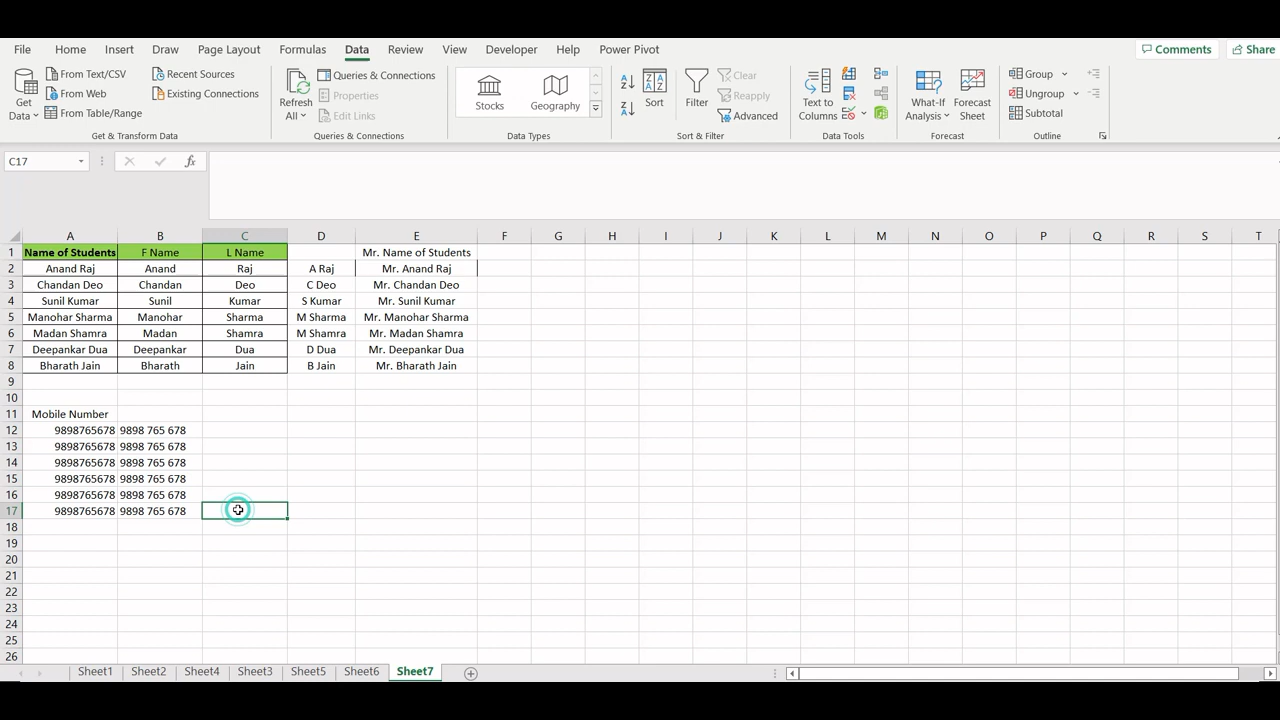 File Home Insert Draw Page Layout Formulas Data Review View Developer Help Power Pivot Comments Share
Get Data
From Text/CSV
From Web
From Table/Range
Recent Sources
Existing Connections
Get & Transform Data
Refresh All
Queries & Connections
Properties
Edit Links
Queries & Connections
Stocks
Geography
Data Types
Sort
Filter
Clear
Reapply
Advanced
Sort & Filter
Text to Columns
Data Tools
What-If Analysis
Forecast Sheet
Forecast
Group
Ungroup
Subtotal
Outline
C17 fx
A B C D E F G H I J K L M N O P Q R S T
1 Name of Students F Name L Name Mr. Name of Students
2 Anand Raj Anand Raj A Raj Mr. Anand Raj
3 Chandan Deo Chandan Deo C Deo Mr. Chandan Deo
4 Sunil Kumar Sunil Kumar S Kumar Mr. Sunil Kumar
5 Manohar Sharma Manohar Sharma M Sharma Mr. Manohar Sharma
6 Madan Shamra Madan Shamra M Shamra Mr. Madan Shamra
7 Deepankar Dua Deepankar Dua D Dua Mr. Deepankar Dua
8 Bharath Jain Bharath Jain B Jain Mr. Bharath Jain
9
10
11 Mobile Number
12 9898765678 9898 765 678
13 9898765678 9898 765 678
14 9898765678 9898 765 678
15 9898765678 9898 765 678
16 9898765678 9898 765 678
17 9898765678 9898 765 678
18
19
20
21
22
23
24
25
26
Sheet1 Sheet2 Sheet4 Sheet3 Sheet5 Sheet6 Sheet7